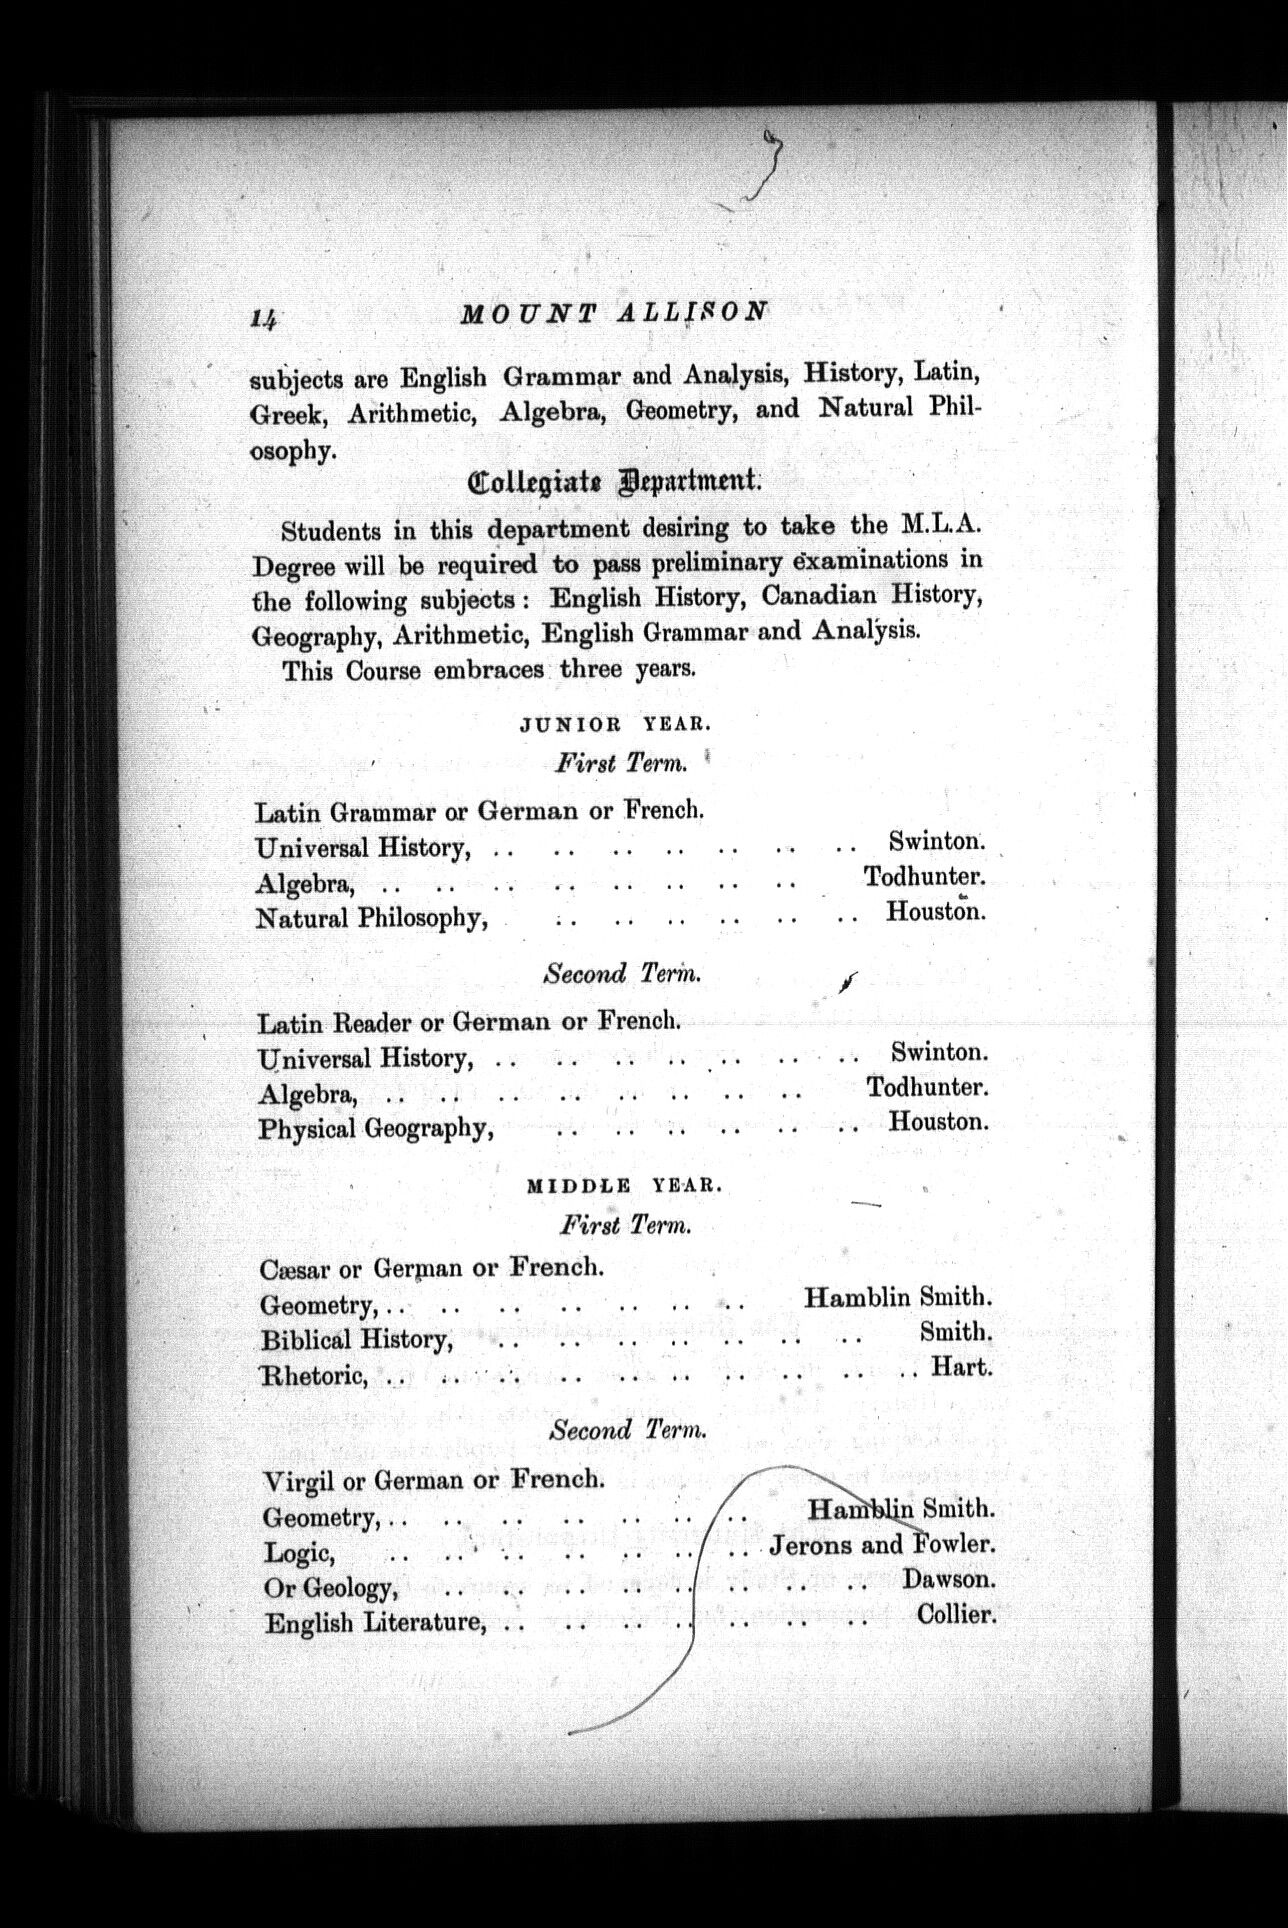 14 MOUNT ALLISON
subjects are English Grammar and Analysis, History, Latin,
Greek, Arithmetic, Algebra, Geometry, and Natural Phil-
osophy.
Collegiate Department.
Students in this department desiring to take the M.L.A.
Degree will be required to pass preliminary examinations in
the following subjects: English History, Canadian History,
Geography, Arithmetic, English Grammar and Analysis.
This Course embraces three years.
JUNIOR YEAR.
First Term.
Latin Grammar or German or French.
Universal History, .. .. .. .. .. .. .. Swinton.
Algebra, .. .. .. .. .. .. .. .. Todhunter.
Natural Philosophy, .. .. .. .. .. .. Houston.
Second Term.
Latin Reader or German or French.
Universal History, .. .. .. .. .. .. .. Swinton.
Algebra, .. .. .. .. .. .. .. .. Todhunter.
Physical Geography, .. .. .. .. .. .. Houston.
MIDDLE YEAR.
First Term.
Cæsar or German or French.
Geometry, .. .. .. .. .. .. .. Hamblin Smith.
Biblical History, .. .. .. .. .. .. .. Smith.
Rhetoric, .. .. .. .. .. .. .. .. .. .. Hart.
Second Term.
Virgil or German or French.
Geometry, .. .. .. .. .. .. .. Hamblin Smith.
Logic, .. .. .. .. .. .. .. Jerons and Fowler.
Or Geology, .. .. .. .. .. .. .. .. Dawson.
English Literature, .. .. .. .. .. .. .. Collier.